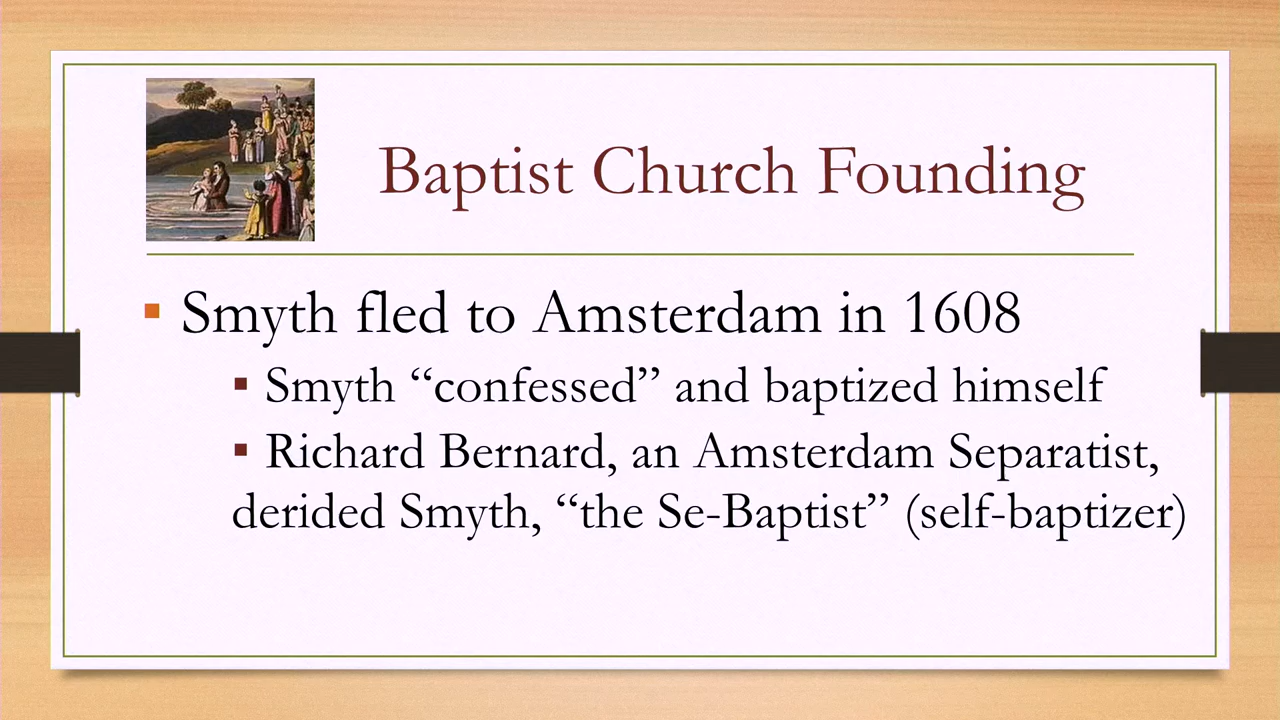 Baptist Church Founding
▪ Smyth fled to Amsterdam in 1608
▪ Smyth “confessed” and baptized himself
▪ Richard Bernard, an Amsterdam Separatist,
derided Smyth, “the Se-Baptist” (self-baptizer)